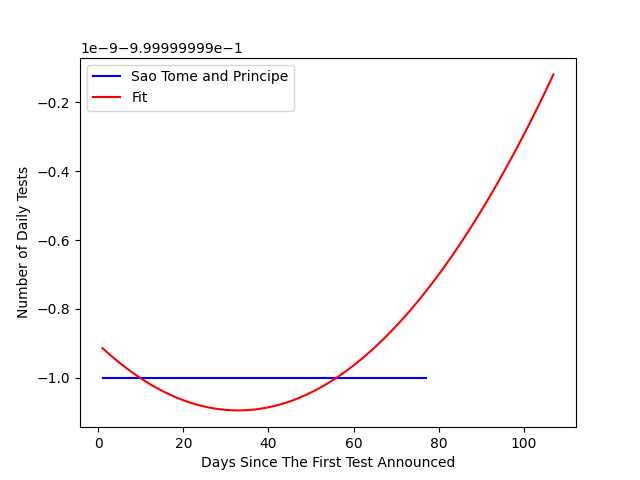 1e−9−9.99999999e−1
Sao Tome and Principe
Fit
−0.2
−0.4
−0.6
−0.8
−1.0
Number of Daily Tests
0 20 40 60 80 100
Days Since The First Test Announced